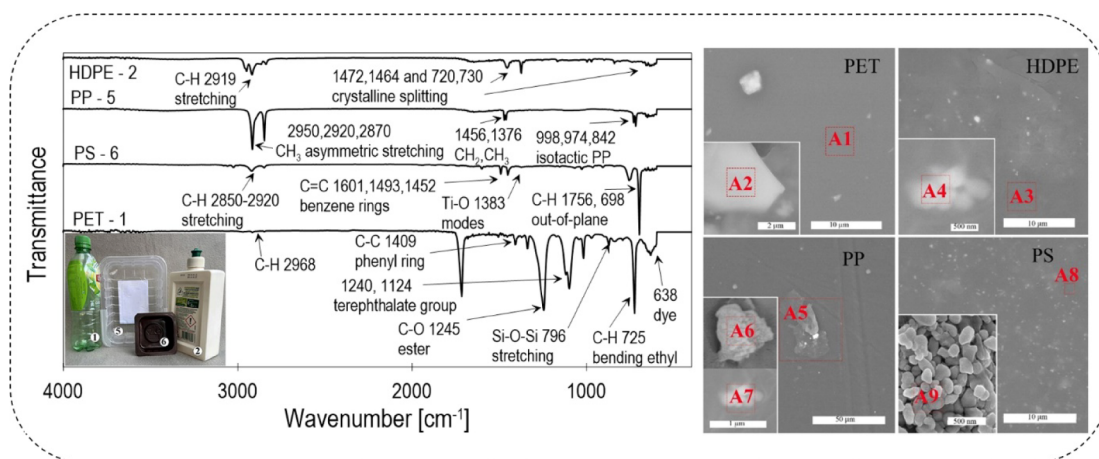 HDPE - 2
C-H 2919
stretching
1472,1464 and 720,730
crystalline splitting
PP - 5
2950,2920,2870
CH₃ asymmetric stretching
1456,1376
CH₂,CH₃
998,974,842
isotactic PP
PS - 6
C-H 2850-2920
stretching
C=C 1601,1493,1452
benzene rings
Ti-O 1383
modes
C-H 1756, 698
out-of-plane
PET - 1
C-H 2968
C-C 1409
phenyl ring
1240, 1124
terephthalate group
C-O 1245
ester
Si-O-Si 796
stretching
C-H 725
bending ethyl
638
dye
1
5
6
2
Transmittance
4000
3000
2000
1000
Wavenumber [cm⁻¹]
PET
A1
A2
2 µm
10 µm
HDPE
A4
A3
500 nm
10 µm
PP
A5
A6
A7
1 µm
50 µm
PS
A8
A9
500 nm
10 µm